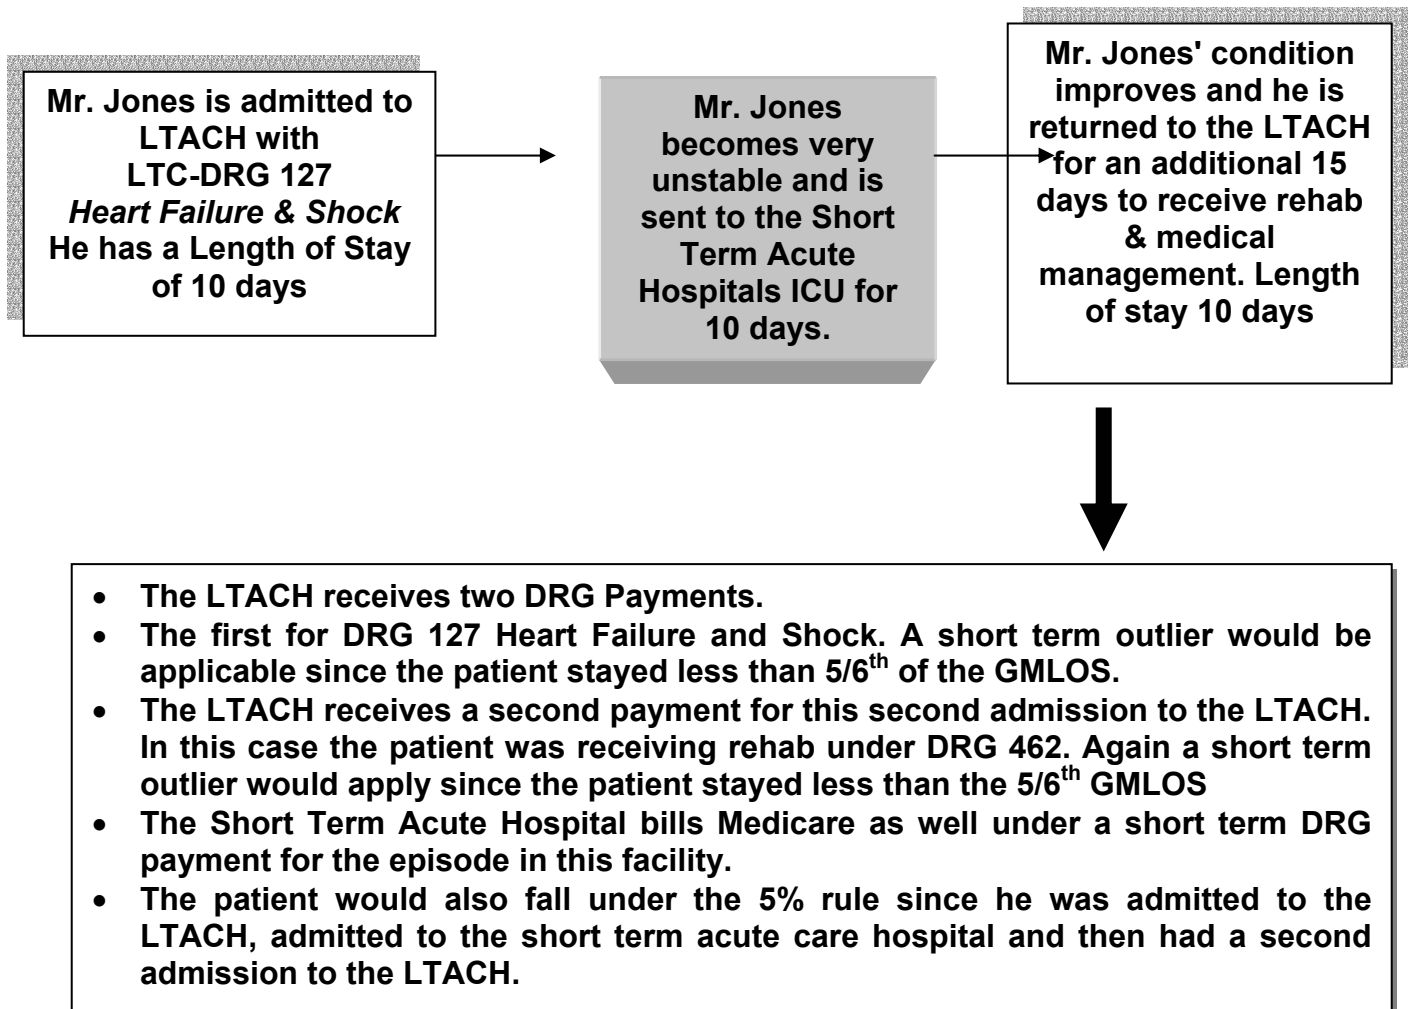 Mr. Jones is admitted to
LTACH with
LTC-DRG 127
Heart Failure & Shock
He has a Length of Stay
of 10 days
Mr. Jones
becomes very
unstable and is
sent to the Short
Term Acute
Hospitals ICU for
10 days.
Mr. Jones' condition
improves and he is
returned to the LTACH
for an additional 15
days to receive rehab
& medical
management. Length
of stay 10 days
• The LTACH receives two DRG Payments.
• The first for DRG 127 Heart Failure and Shock. A short term outlier would be
applicable since the patient stayed less than 5/6th of the GMLOS.
• The LTACH receives a second payment for this second admission to the LTACH.
In this case the patient was receiving rehab under DRG 462. Again a short term
outlier would apply since the patient stayed less than the 5/6th GMLOS
• The Short Term Acute Hospital bills Medicare as well under a short term DRG
payment for the episode in this facility.
• The patient would also fall under the 5% rule since he was admitted to the
LTACH, admitted to the short term acute care hospital and then had a second
admission to the LTACH.